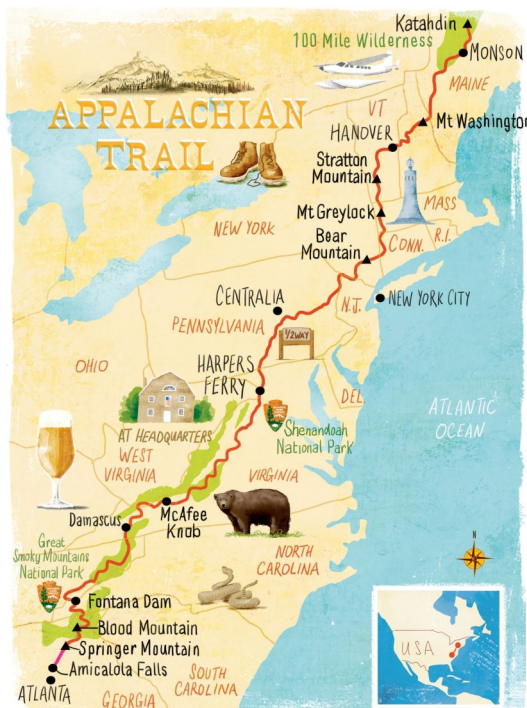 Katahdin
100 Mile Wilderness
MONSON
MAINE
APPALACHIAN
TRAIL
VT
Mt Washington
HANOVER
Stratton
Mountain
MASS
Mt Greylock
NEW YORK
Bear
Mountain
CONN.
R.I.
CENTRALIA
N.J.
NEW YORK CITY
PENNSYLVANIA
1/2WAY
OHIO
HARPERS
FERRY
DEL
ATLANTIC
OCEAN
AT HEADQUARTERS
Shenandoah
National Park
WEST
VIRGINIA
VIRGINIA
McAfee
Knob
Damascus
Great
Smoky Mountains
National Park
NORTH
CAROLINA
N
Fontana Dam
Blood Mountain
Springer Mountain
Amicalola Falls
ATLANTA
GEORGIA
SOUTH
CAROLINA
USA